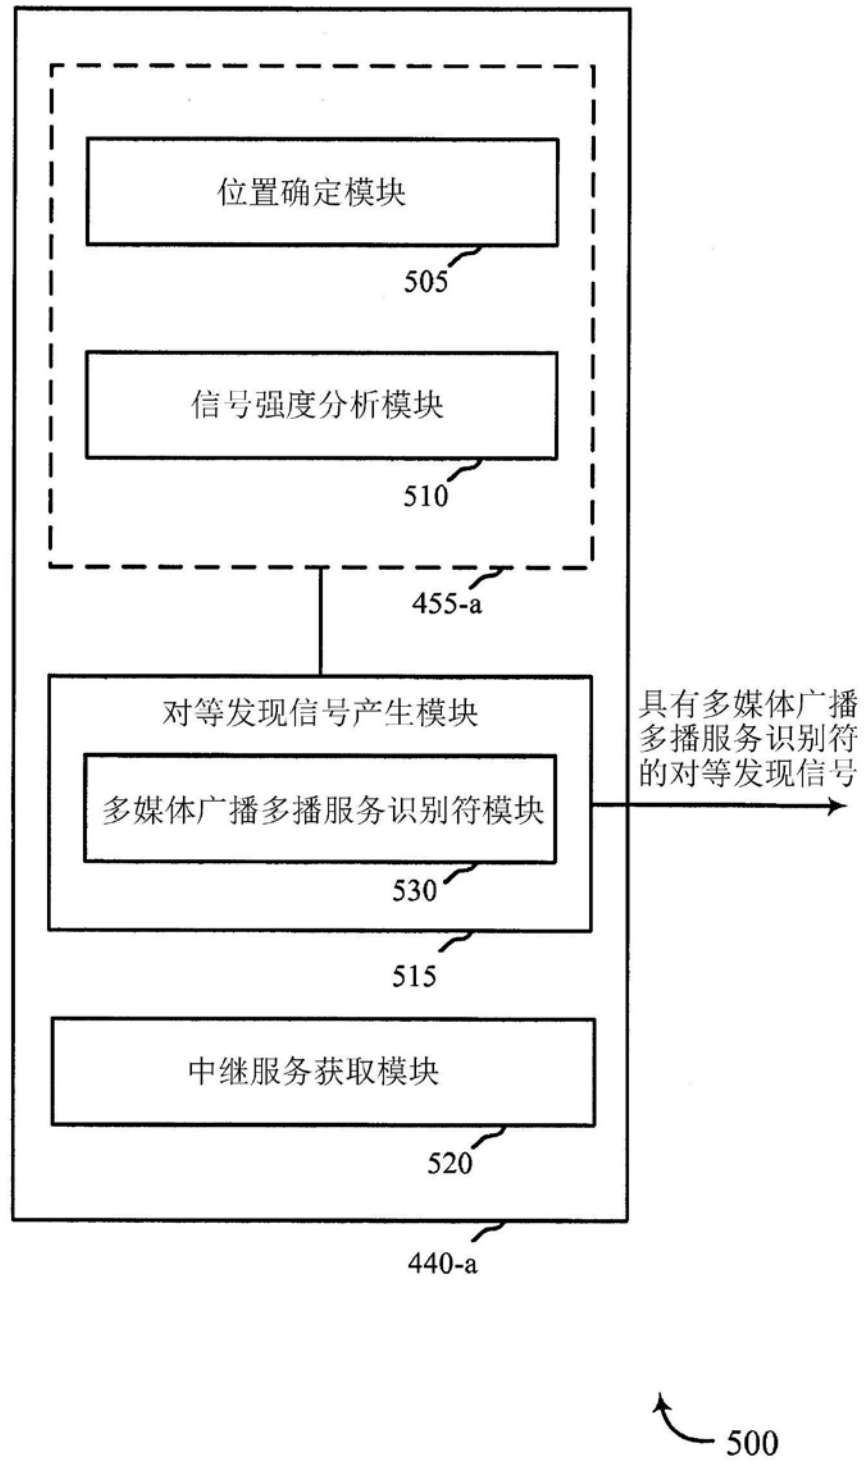 位置确定模块
505
信号强度分析模块
510
455-a
对等发现信号产生模块
多媒体广播多播服务识别符模块
530
515
具有多媒体广播
多播服务识别符
的对等发现信号
中继服务获取模块
520
440-a
500